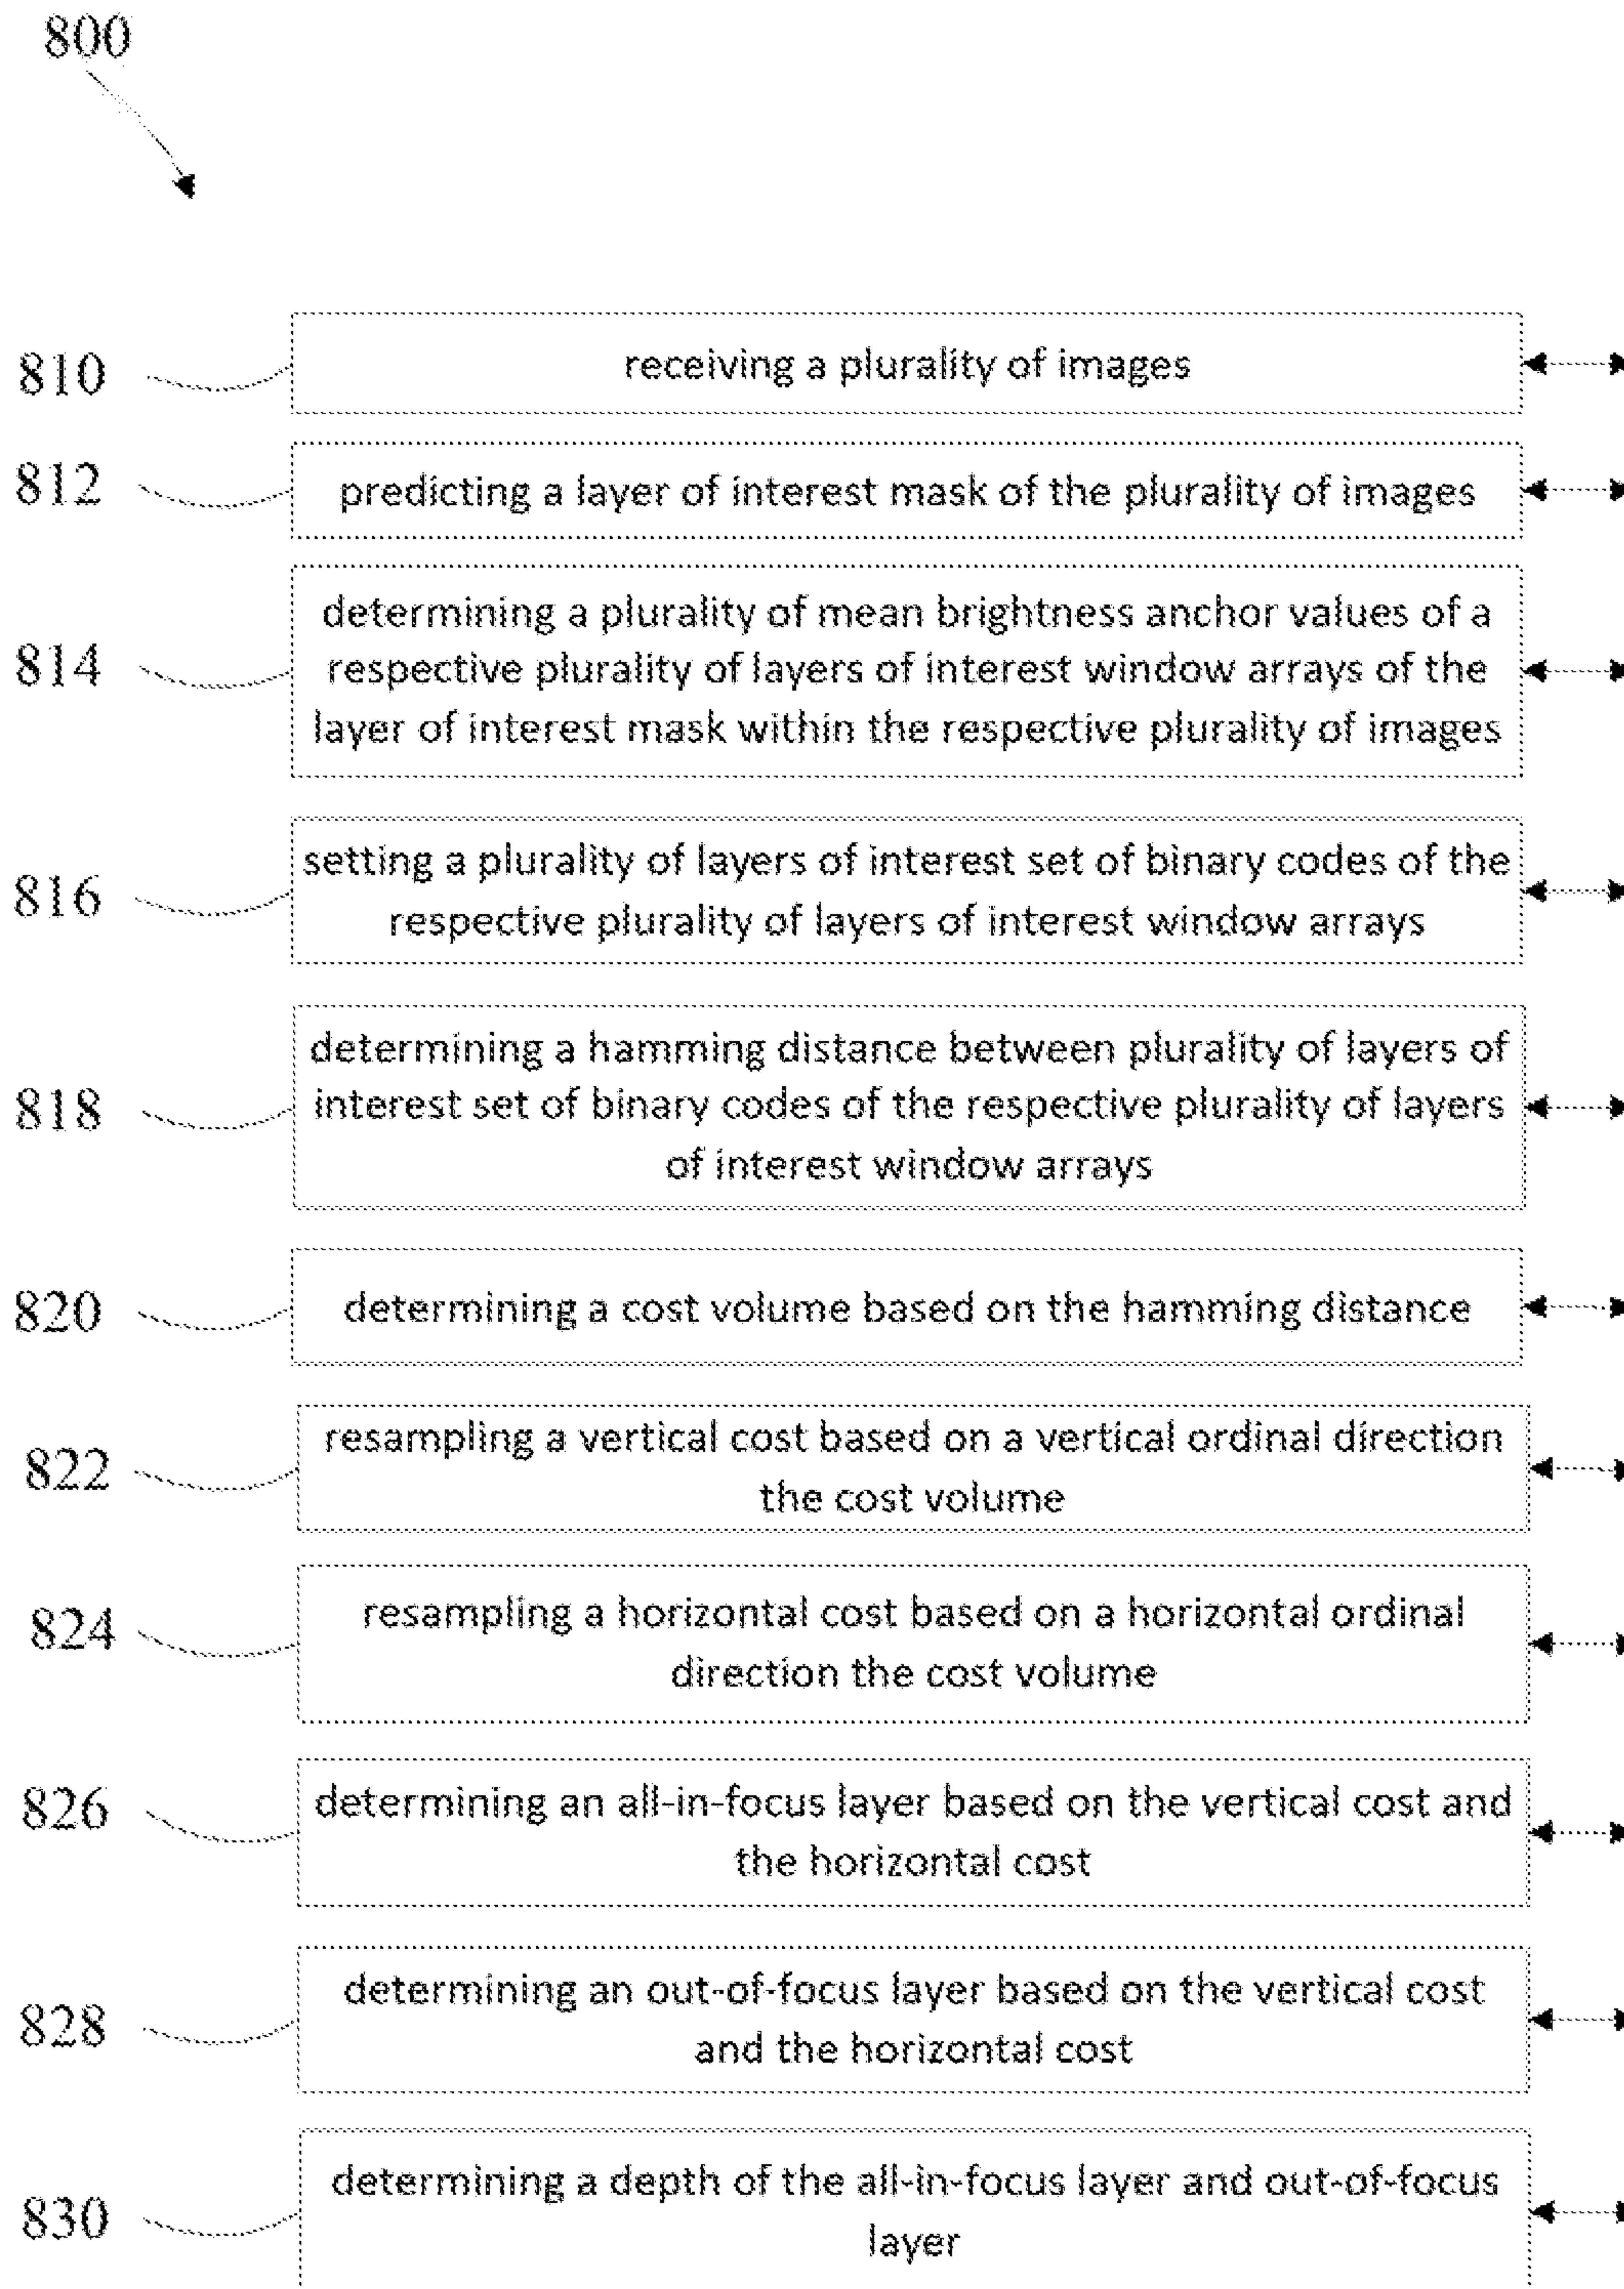 800
810
receiving a plurality of images
812
predicting a layer of interest mask of the plurality of images
814
determining a plurality of mean brightness anchor values of a
respective plurality of layers of interest window arrays of the
layer of interest mask within the respective plurality of images
816
setting a plurality of layers of interest set of binary codes of the
respective plurality of layers of interest window arrays
818
determining a hamming distance between plurality of layers of
interest set of binary codes of the respective plurality of layers
of interest window arrays
820
determining a cost volume based on the hamming distance
822
resampling a vertical cost based on a vertical ordinal direction
the cost volume
824
resampling a horizontal cost based on a horizontal ordinal
direction the cost volume
826
determining an all-in-focus layer based on the vertical cost and
the horizontal cost
828
determining an out-of-focus layer based on the vertical cost
and the horizontal cost
830
determining a depth of the all-in-focus layer and out-of-focus
layer